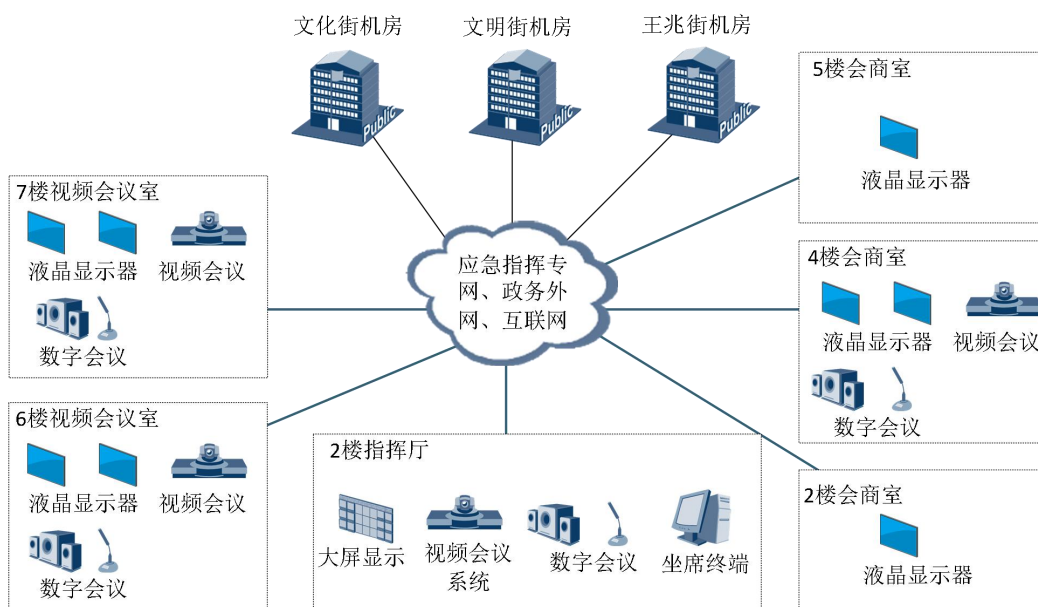 文化街机房
文明街机房
王兆街机房
Public
Public
Public
5楼会商室
液晶显示器
7楼视频会议室
液晶显示器
视频会议
数字会议
应急指挥专
网、政务外
网、互联网
4楼会商室
液晶显示器
视频会议
数字会议
6楼视频会议室
液晶显示器
视频会议
数字会议
2楼指挥厅
大屏显示
视频会议
系统
数字会议
坐席终端
2楼会商室
液晶显示器